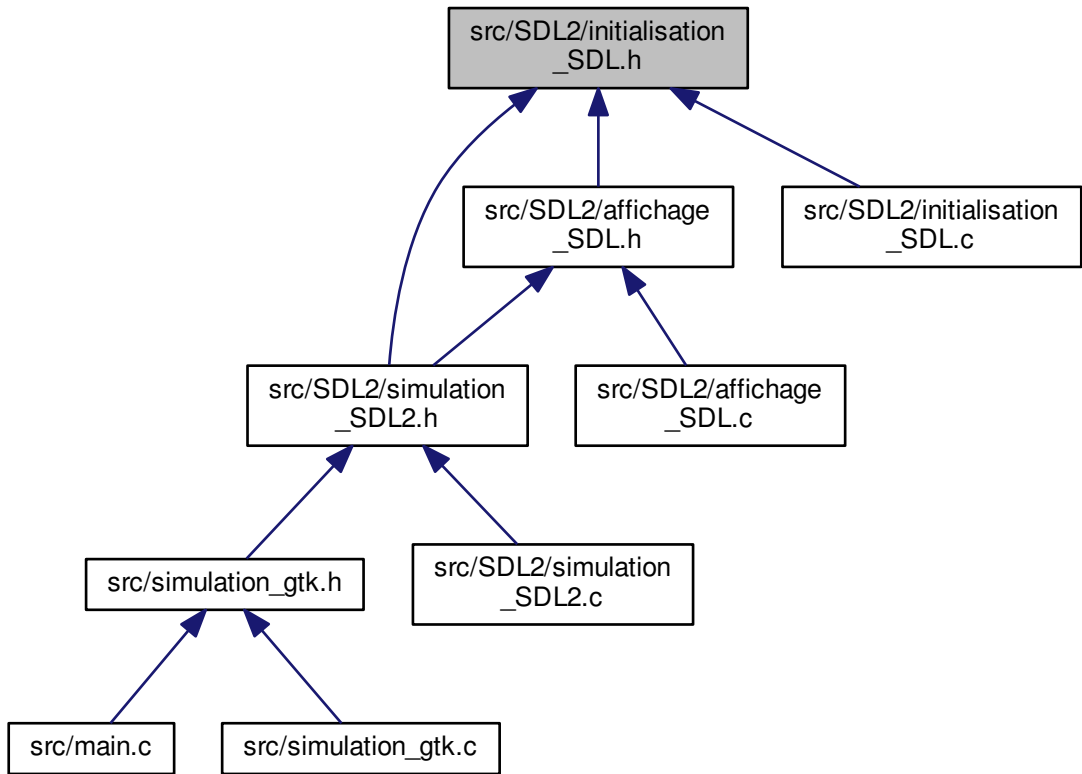 src/SDL2/initialisation
_SDL.h
src/SDL2/affichage
_SDL.h
src/SDL2/initialisation
_SDL.c
src/SDL2/simulation
_SDL2.h
src/SDL2/affichage
_SDL.c
src/simulation_gtk.h
src/SDL2/simulation
_SDL2.c
src/main.c
src/simulation_gtk.c